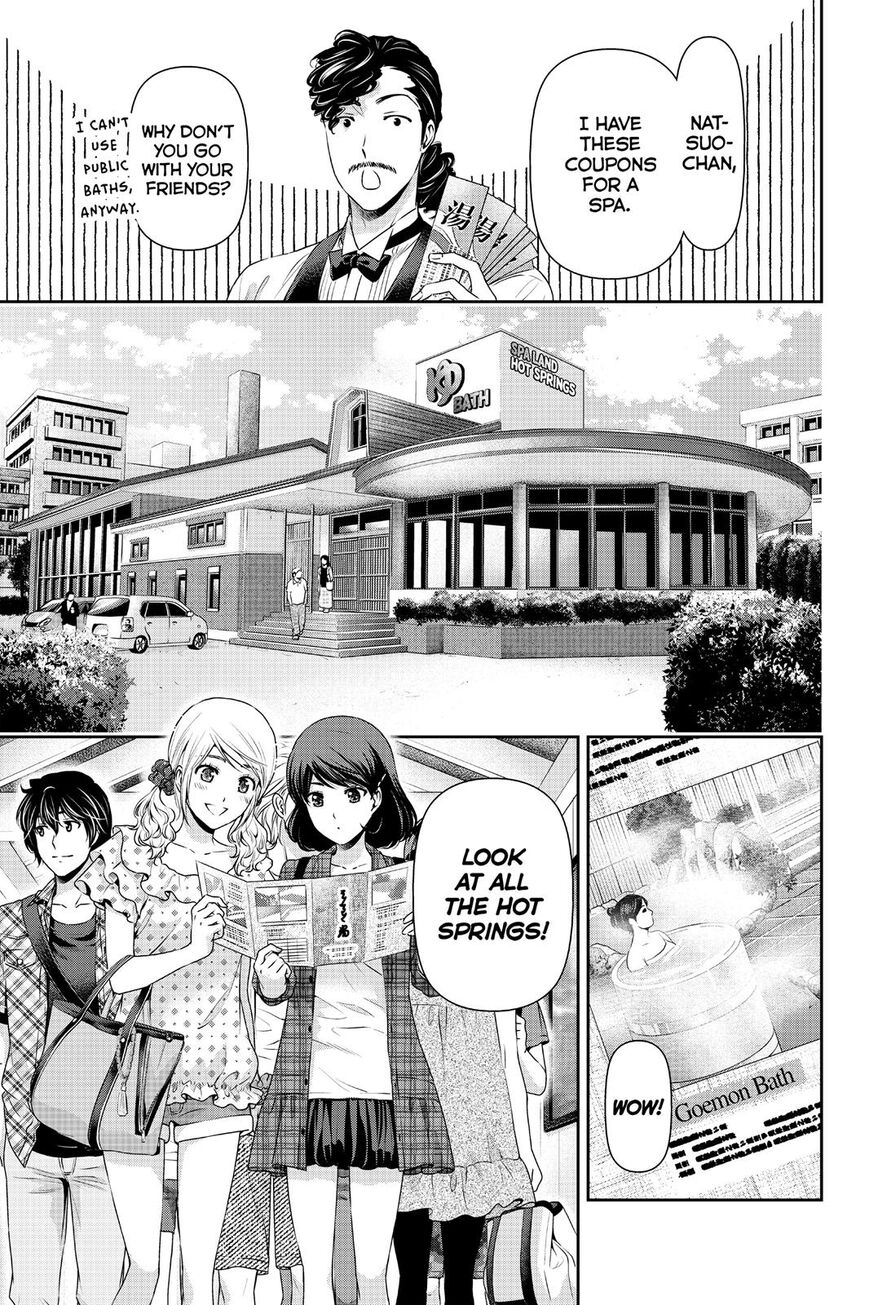 NAT-
SUO-
CHAN,
I HAVE
THESE
COUPONS
FOR A
SPA.
湯
湯
WHY DON'T
YOU GO
WITH YOUR
FRIENDS?
I CAN'T
USE
PUBLIC
BATHS,
ANYWAY.
SPA LAND
HOT SPRINGS
BATH
WOW!
Goemon Bath
LOOK
AT ALL
THE HOT
SPRINGS!